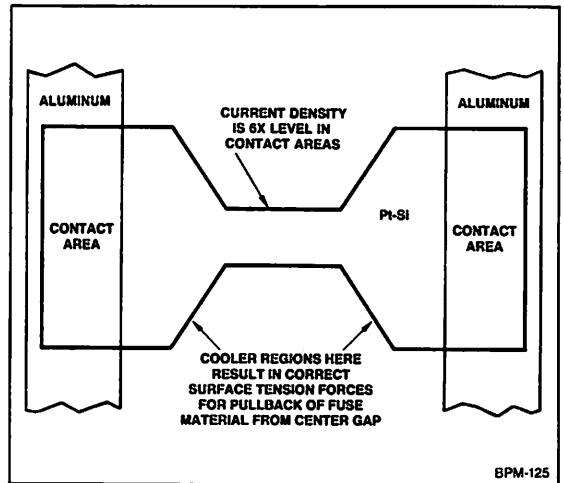 ALUMINUM
ALUMINUM
CURRENT DENSITY
IS 6X LEVEL IN
CONTACT AREAS
Pt-Si
CONTACT
AREA
CONTACT
AREA
COOLER REGIONS HERE
RESULT IN CORRECT
SURFACE TENSION FORCES
FOR PULLBACK OF FUSE
MATERIAL FROM CENTER GAP
BPM-125